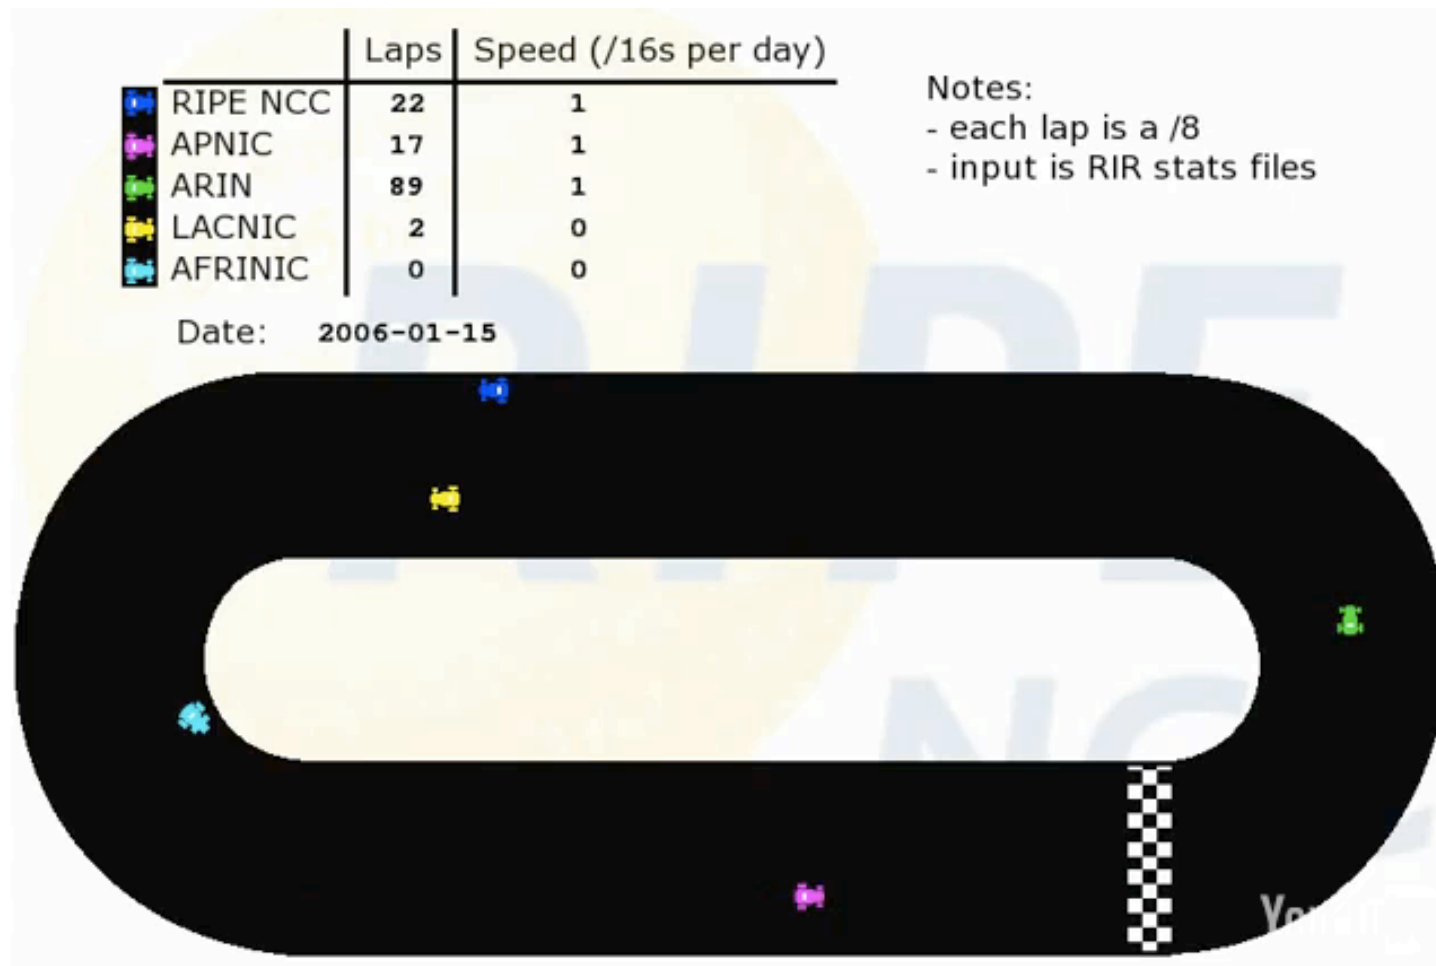 Laps Speed (/16s per day)
RIPE NCC 22 1
APNIC 17 1
ARIN 89 1
LACNIC 2 0
AFRINIC 0 0
Date: 2006-01-15
Notes:
- each lap is a /8
- input is RIR stats files
RIPE